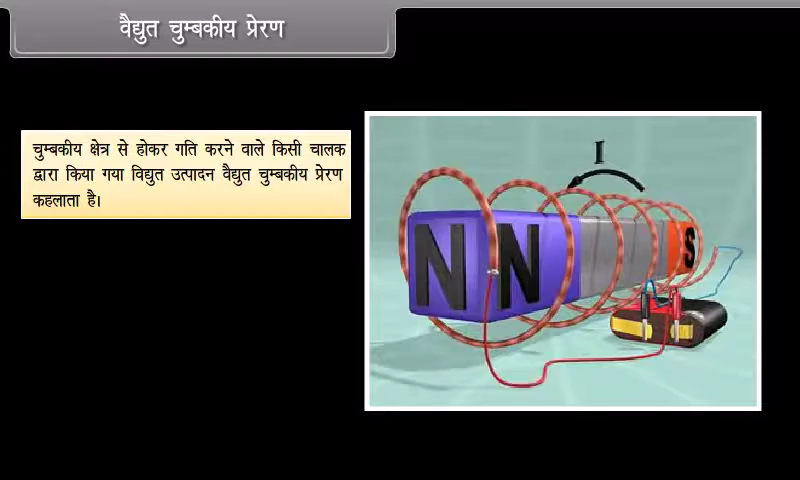 वैद्युत चुम्बकीय प्रेरण
चुम्बकीय क्षेत्र से होकर गति करने वाले किसी चालक
द्वारा किया गया विद्युत उत्पादन वैद्युत चुम्बकीय प्रेरण
कहलाता है।
I
N N S